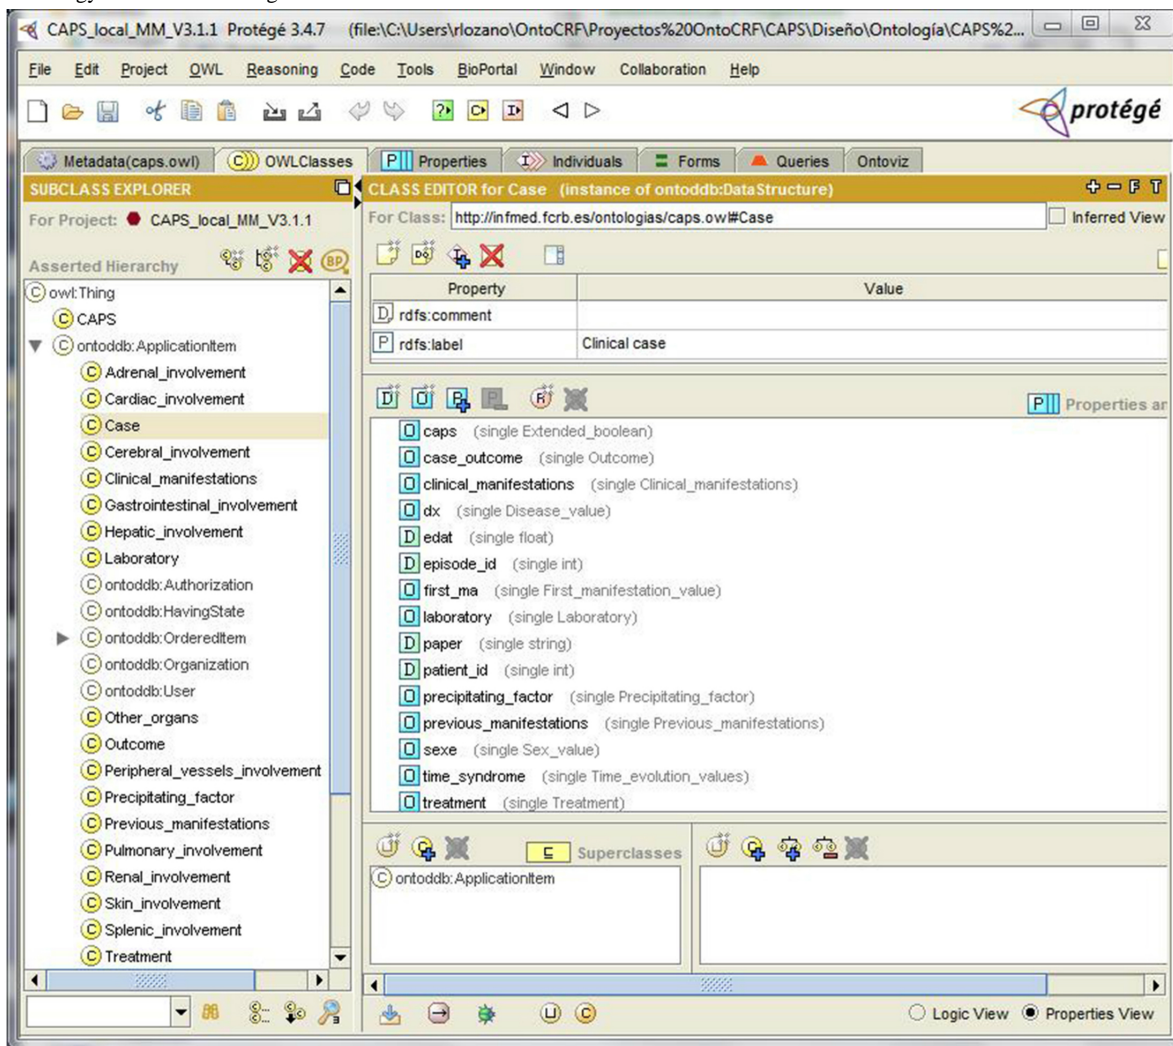 CAPS_local_MM_V3.1.1 Protégé 3.4.7 (file:\C:\Users\rlozano\OntoCRF\Proyectos%20OntoCRF\CAPS\Diseño\Ontología\CAPS%2...
File Edit Project OWL Reasoning Code Tools BioPortal Window Collaboration Help
protégé
Metadata(caps.owl) OWLClasses Properties Individuals Forms Queries Ontoviz
SUBCLASS EXPLORER
For Project: CAPS_local_MM_V3.1.1
Asserted Hierarchy
owl:Thing
CAPS
ontoddb:ApplicationItem
Adrenal_involvement
Cardiac_involvement
Case
Cerebral_involvement
Clinical_manifestations
Gastrointestinal_involvement
Hepatic_involvement
Laboratory
ontoddb:Authorization
ontoddb:HavingState
ontoddb:OrderedItem
ontoddb:Organization
ontoddb:User
Other_organs
Outcome
Peripheral_vessels_involvement
Precipitating_factor
Previous_manifestations
Pulmonary_involvement
Renal_involvement
Skin_involvement
Splenic_involvement
Treatment
CLASS EDITOR for Case (instance of ontoddb:DataStructure)
For Class: http://infmed.fcrb.es/ontologias/caps.owl#Case Inferred View
Property Value
rdfs:comment
rdfs:label Clinical case
Properties an
caps (single Extended_boolean)
case_outcome (single Outcome)
clinical_manifestations (single Clinical_manifestations)
dx (single Disease_value)
edat (single float)
episode_id (single int)
first_ma (single First_manifestation_value)
laboratory (single Laboratory)
paper (single string)
patient_id (single int)
precipitating_factor (single Precipitating_factor)
previous_manifestations (single Previous_manifestations)
sexe (single Sex_value)
time_syndrome (single Time_evolution_values)
treatment (single Treatment)
Superclasses
ontoddb:ApplicationItem
Logic View Properties View